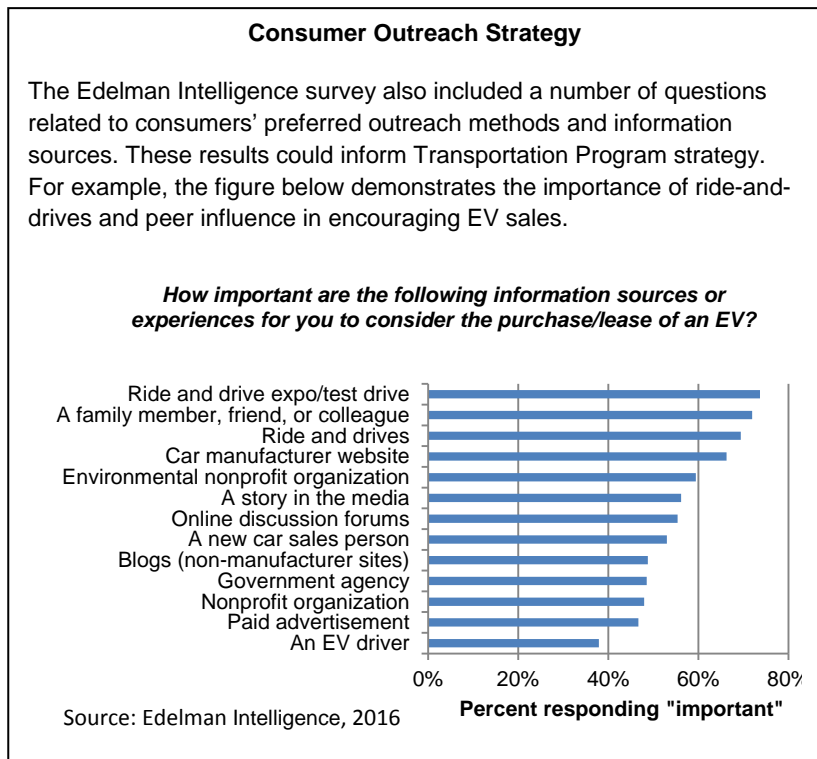 Consumer Outreach Strategy
The Edelman Intelligence survey also included a number of questions
related to consumers’ preferred outreach methods and information
sources. These results could inform Transportation Program strategy.
For example, the figure below demonstrates the importance of ride-and-
drives and peer influence in encouraging EV sales.
How important are the following information sources or
experiences for you to consider the purchase/lease of an EV?
Ride and drive expo/test drive
A family member, friend, or colleague
Ride and drives
Car manufacturer website
Environmental nonprofit organization
A story in the media
Online discussion forums
A new car sales person
Blogs (non-manufacturer sites)
Government agency
Nonprofit organization
Paid advertisement
An EV driver
0% 20% 40% 60% 80%
Percent responding "important"
Source: Edelman Intelligence, 2016